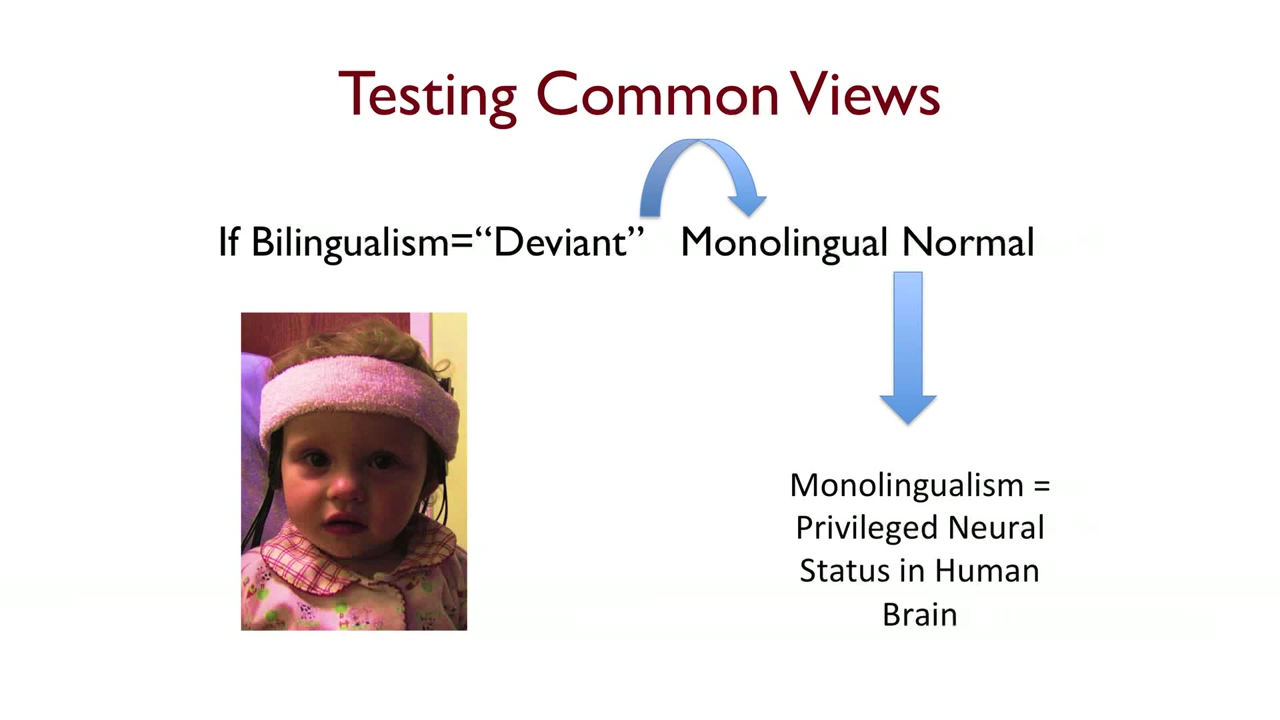 Testing Common Views
If Bilingualism=“Deviant” Monolingual Normal
Monolingualism =
Privileged Neural
Status in Human
Brain